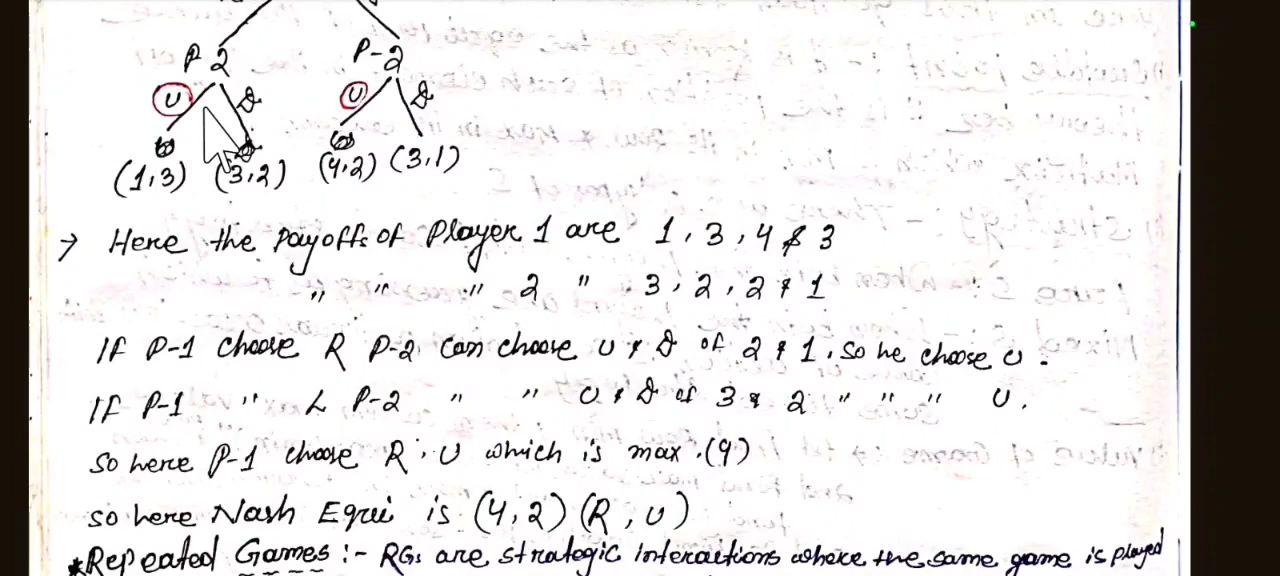 P 2 P-2
U D U D
(1,3) (3,2) (4,2) (3,1)
→ Here the payoffs of Player 1 are 1, 3, 4 & 3
" " " 2 " 3, 2, 2 & 1
If P-1 choose R P-2 can choose U & D of 2 & 1. So he choose U.
If P-1 " L P-2 " " U & D of 3 & 2 " " " U.
So here P-1 choose R, U which is max. (4)
so here Nash Equi is (4,2) (R, U)
*Repeated Games :- RGs are strategic interactions where the same game is played